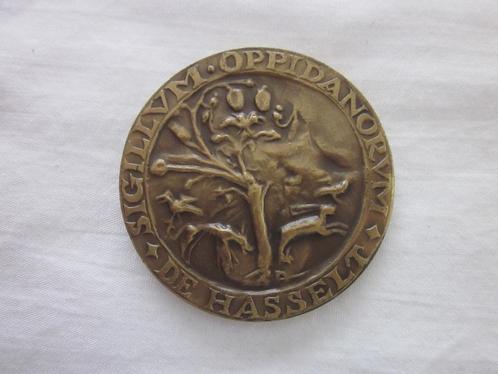 SIGILLVM · OPPIDANORVM
DE HASSELT